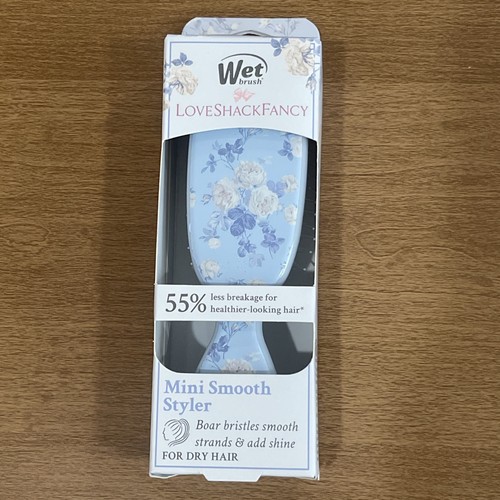 Wet
brush®
LOVESHACKFANCY
55% less breakage for
healthier-looking hair*
Mini Smooth
Styler
Boar bristles smooth
strands & add shine
FOR DRY HAIR